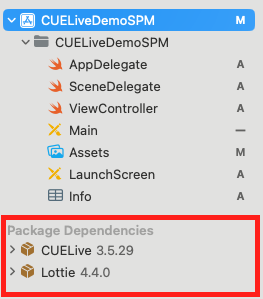 CUELiveDemoSPM M
CUELiveDemoSPM
AppDelegate A
SceneDelegate A
ViewController A
Main —
Assets M
LaunchScreen A
Info A
Package Dependencies
CUELive 3.5.29
Lottie 4.4.0